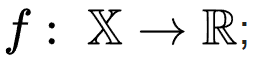 f : 𝕏 → ℝ;